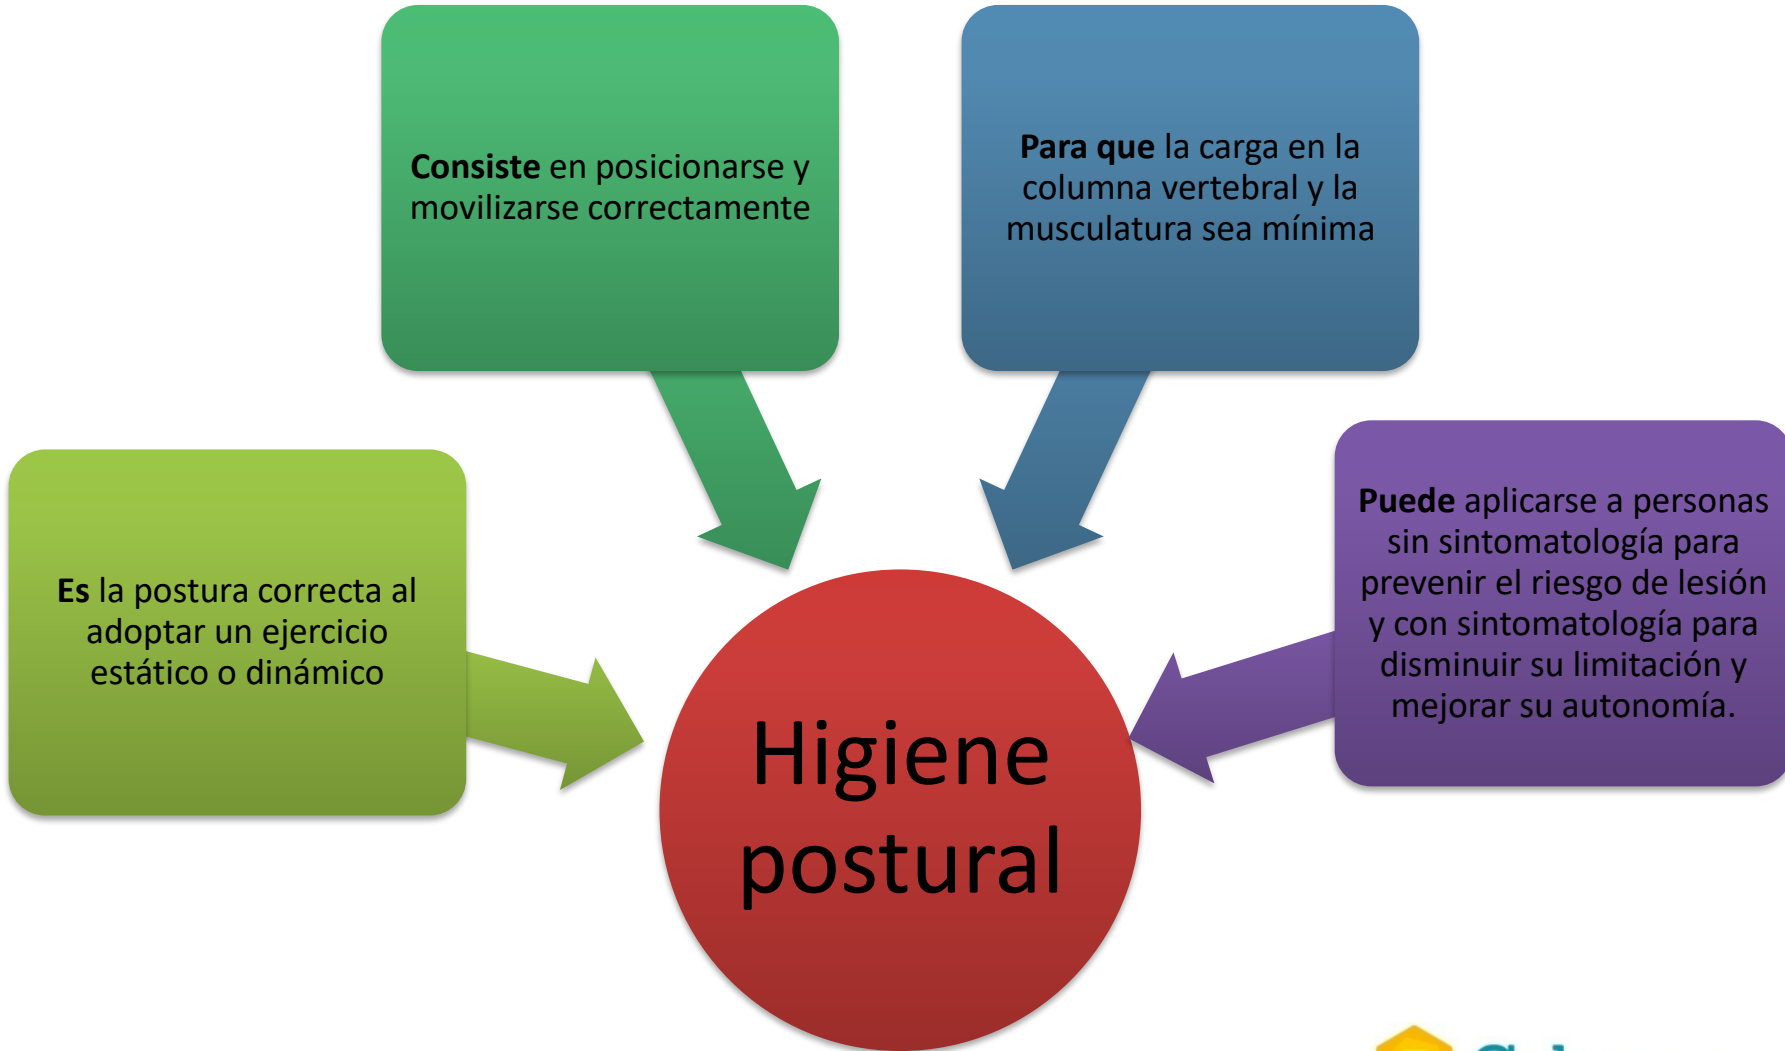 Consiste en posicionarse y
movilizarse correctamente
Para que la carga en la
columna vertebral y la
musculatura sea mínima
Es la postura correcta al
adoptar un ejercicio
estático o dinámico
Puede aplicarse a personas
sin sintomatología para
prevenir el riesgo de lesión
y con sintomatología para
disminuir su limitación y
mejorar su autonomía.
Higiene
postural